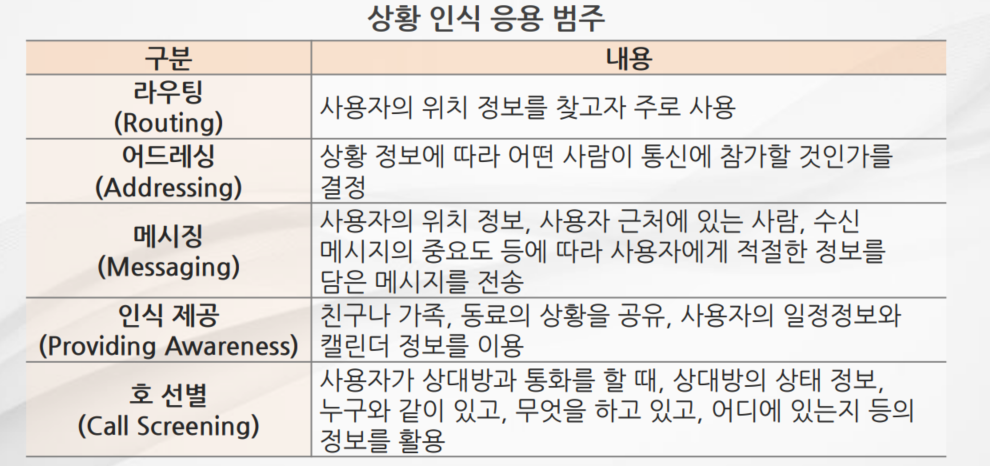 상황 인식 응용 범주
구분 내용
라우팅
(Routing)
사용자의 위치 정보를 찾고자 주로 사용
어드레싱
(Addressing)
상황 정보에 따라 어떤 사람이 통신에 참가할 것인가를
결정
메시징
(Messaging)
사용자의 위치 정보, 사용자 근처에 있는 사람, 수신
메시지의 중요도 등에 따라 사용자에게 적절한 정보를
담은 메시지를 전송
인식 제공
(Providing Awareness)
친구나 가족, 동료의 상황을 공유, 사용자의 일정정보와
캘린더 정보를 이용
호 선별
(Call Screening)
사용자가 상대방과 통화를 할 때, 상대방의 상태 정보,
누구와 같이 있고, 무엇을 하고 있고, 어디에 있는지 등의
정보를 활용